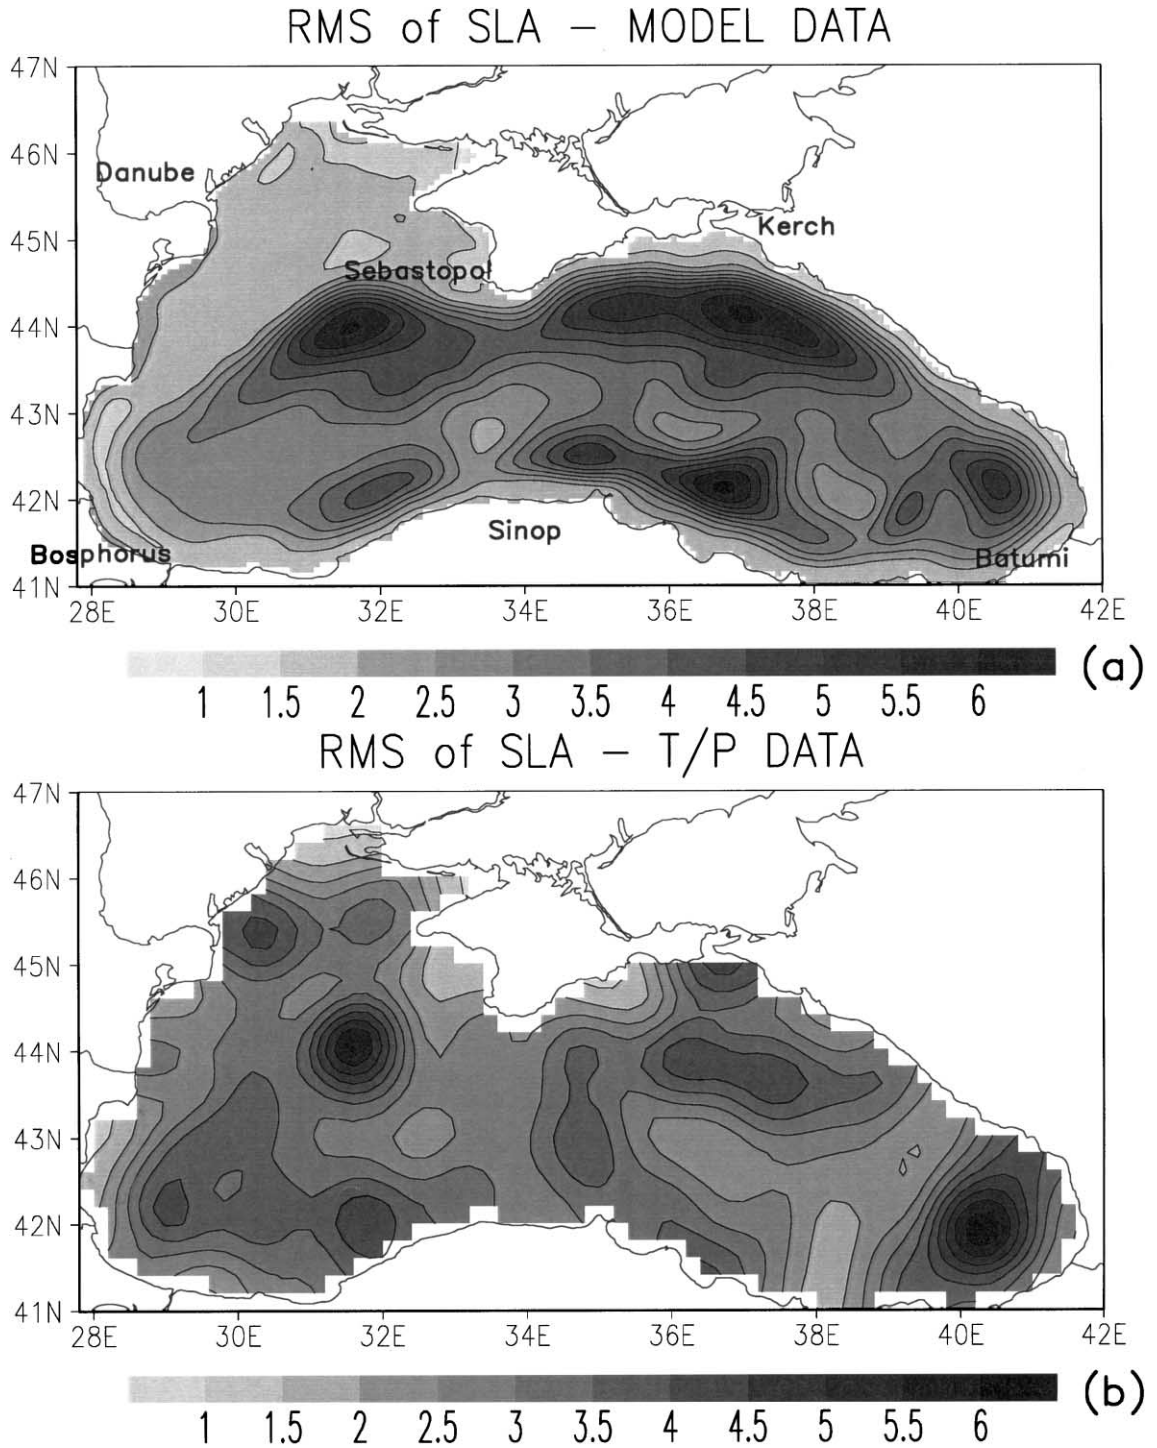 RMS of SLA – MODEL DATA
47N
46N
Danube
45N
Kerch
Sebastopol
44N
43N
42N
Sinop
Bosphorus
Batumi
41N
28E 30E 32E 34E 36E 38E 40E 42E
(a)
1 1.5 2 2.5 3 3.5 4 4.5 5 5.5 6
RMS of SLA – T/P DATA
47N
46N
45N
44N
43N
42N
41N
28E 30E 32E 34E 36E 38E 40E 42E
(b)
1 1.5 2 2.5 3 3.5 4 4.5 5 5.5 6